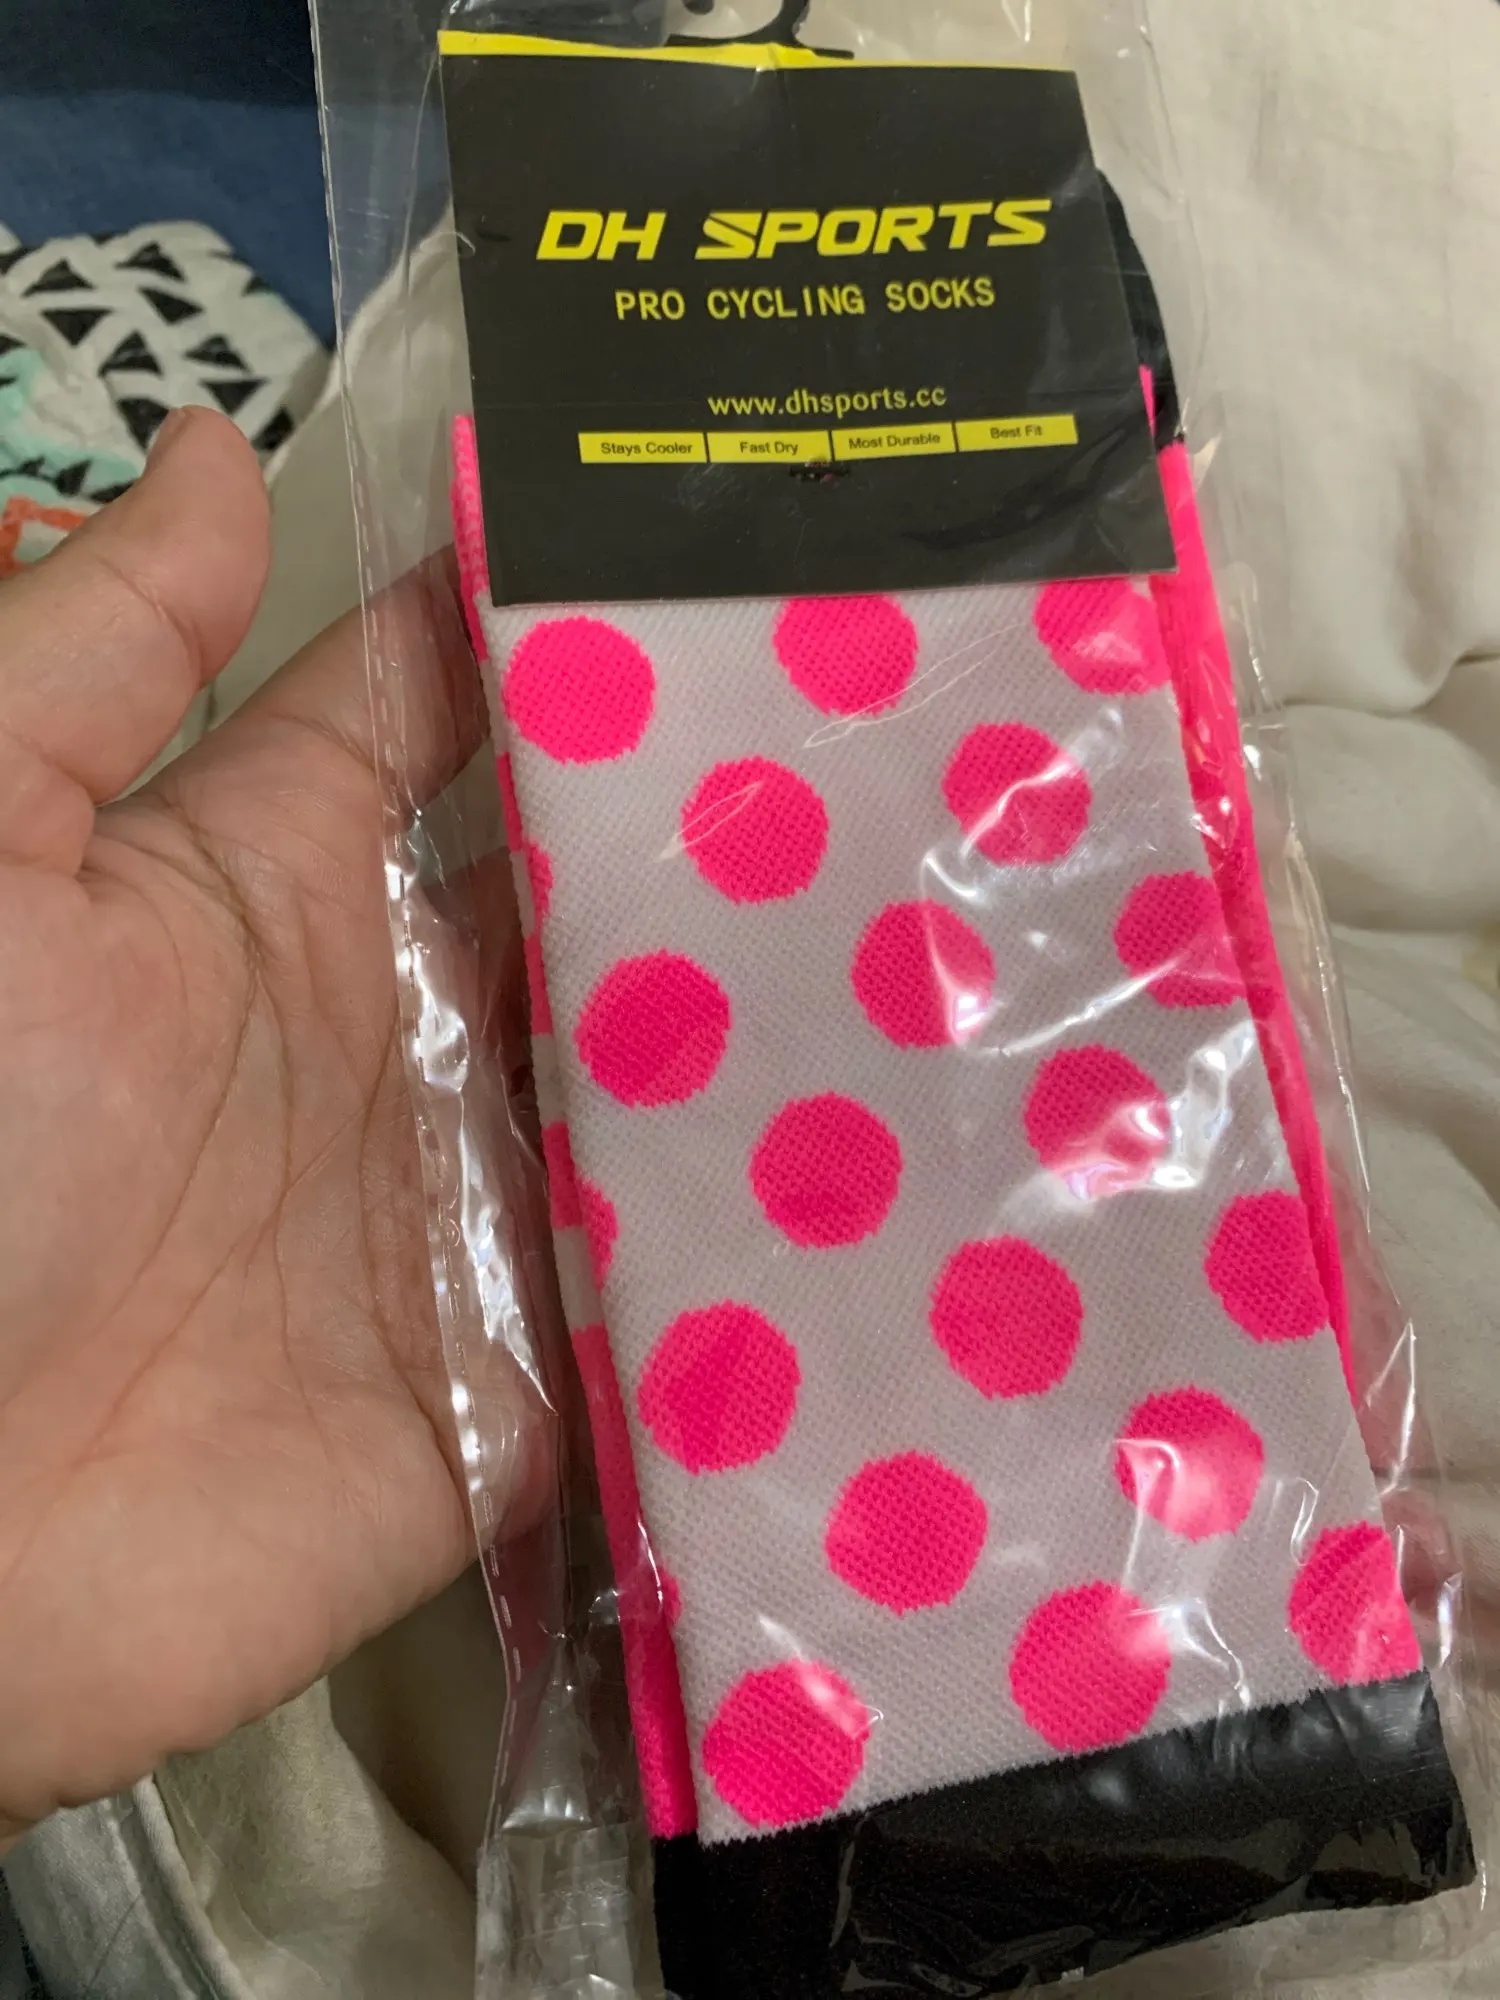 DH SPORTS
PRO CYCLING SOCKS
www.dhsports.cc
Stays Cooler Fast Dry Most Durable Best Fit